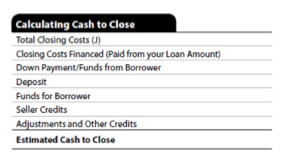 Calculating Cash to Close
Total Closing Costs (J)
Closing Costs Financed (Paid from your Loan Amount)
Down Payment/Funds from Borrower
Deposit
Funds for Borrower
Seller Credits
Adjustments and Other Credits
Estimated Cash to Close